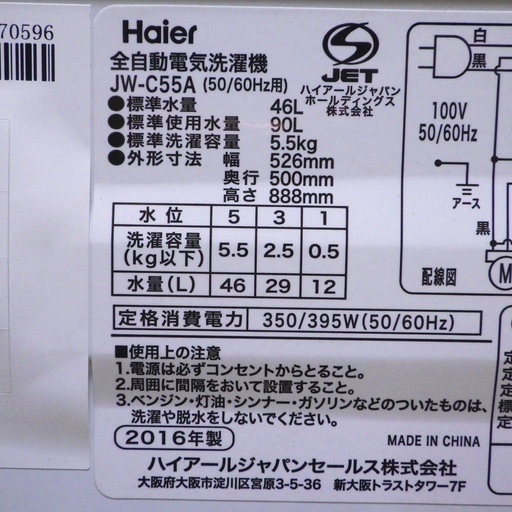 70596
Haier
全自動電気洗濯機
JW-C55A (50/60Hz用)
JET
ハイアールジャパン
ホールディングス
株式会社
●標準水量 46L
●標準使用水量 90L
●標準洗濯容量 5.5kg
●外形寸法 幅 526mm
奥行 500mm
高さ 888mm
水位 5 3 1
洗濯容量(kg以下) 5.5 2.5 0.5
水量(L) 46 29 12
定格消費電力 350/395W(50/60Hz)
白
黒
100V
50/60Hz
アース
黒
配線図
M
■使用上の注意
1.電源は必ずコンセントからとること。
2.周囲に間隔をおいて設置すること。
3.ベンジン・灯油・シンナー・ガソリンなどのついたものは、
洗濯や脱水をしないでください。
2016年製
MADE IN CHINA
ハイアールジャパンセールス株式会社
大阪府大阪市淀川区宮原3-5-36 新大阪トラストタワー7F
定
定
定
標
定